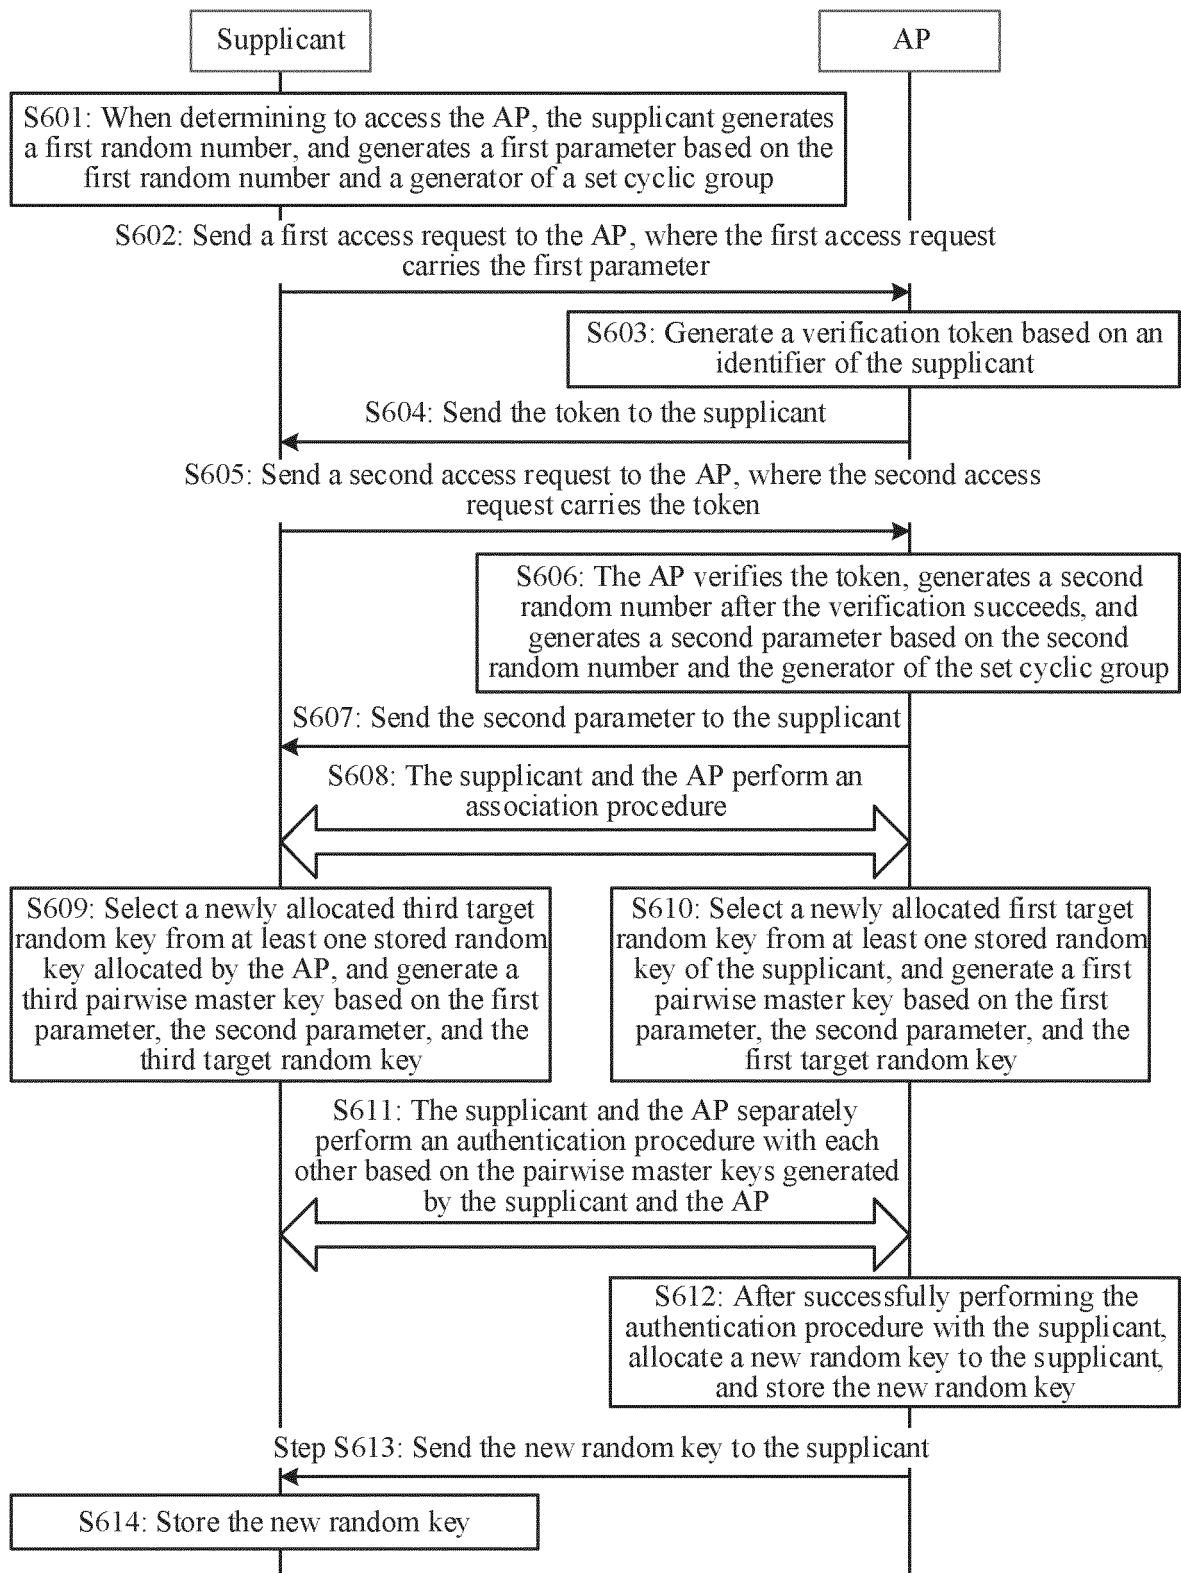 Supplicant
AP
S601: When determining to access the AP, the supplicant generates
a first random number, and generates a first parameter based on the
first random number and a generator of a set cyclic group
S602: Send a first access request to the AP, where the first access request
carries the first parameter
S603: Generate a verification token based on an
identifier of the supplicant
S604: Send the token to the supplicant
S605: Send a second access request to the AP, where the second access
request carries the token
S606: The AP verifies the token, generates a second
random number after the verification succeeds, and
generates a second parameter based on the second
random number and the generator of the set cyclic group
S607: Send the second parameter to the supplicant
S608: The supplicant and the AP perform an
association procedure
S609: Select a newly allocated third target
random key from at least one stored random
key allocated by the AP, and generate a
third pairwise master key based on the first
parameter, the second parameter, and the
third target random key
S610: Select a newly allocated first target
random key from at least one stored random
key of the supplicant, and generate a first
pairwise master key based on the first
parameter, the second parameter, and the
first target random key
S611: The supplicant and the AP separately
perform an authentication procedure with each
other based on the pairwise master keys generated
by the supplicant and the AP
S612: After successfully performing the
authentication procedure with the supplicant,
allocate a new random key to the supplicant,
and store the new random key
Step S613: Send the new random key to the supplicant
S614: Store the new random key